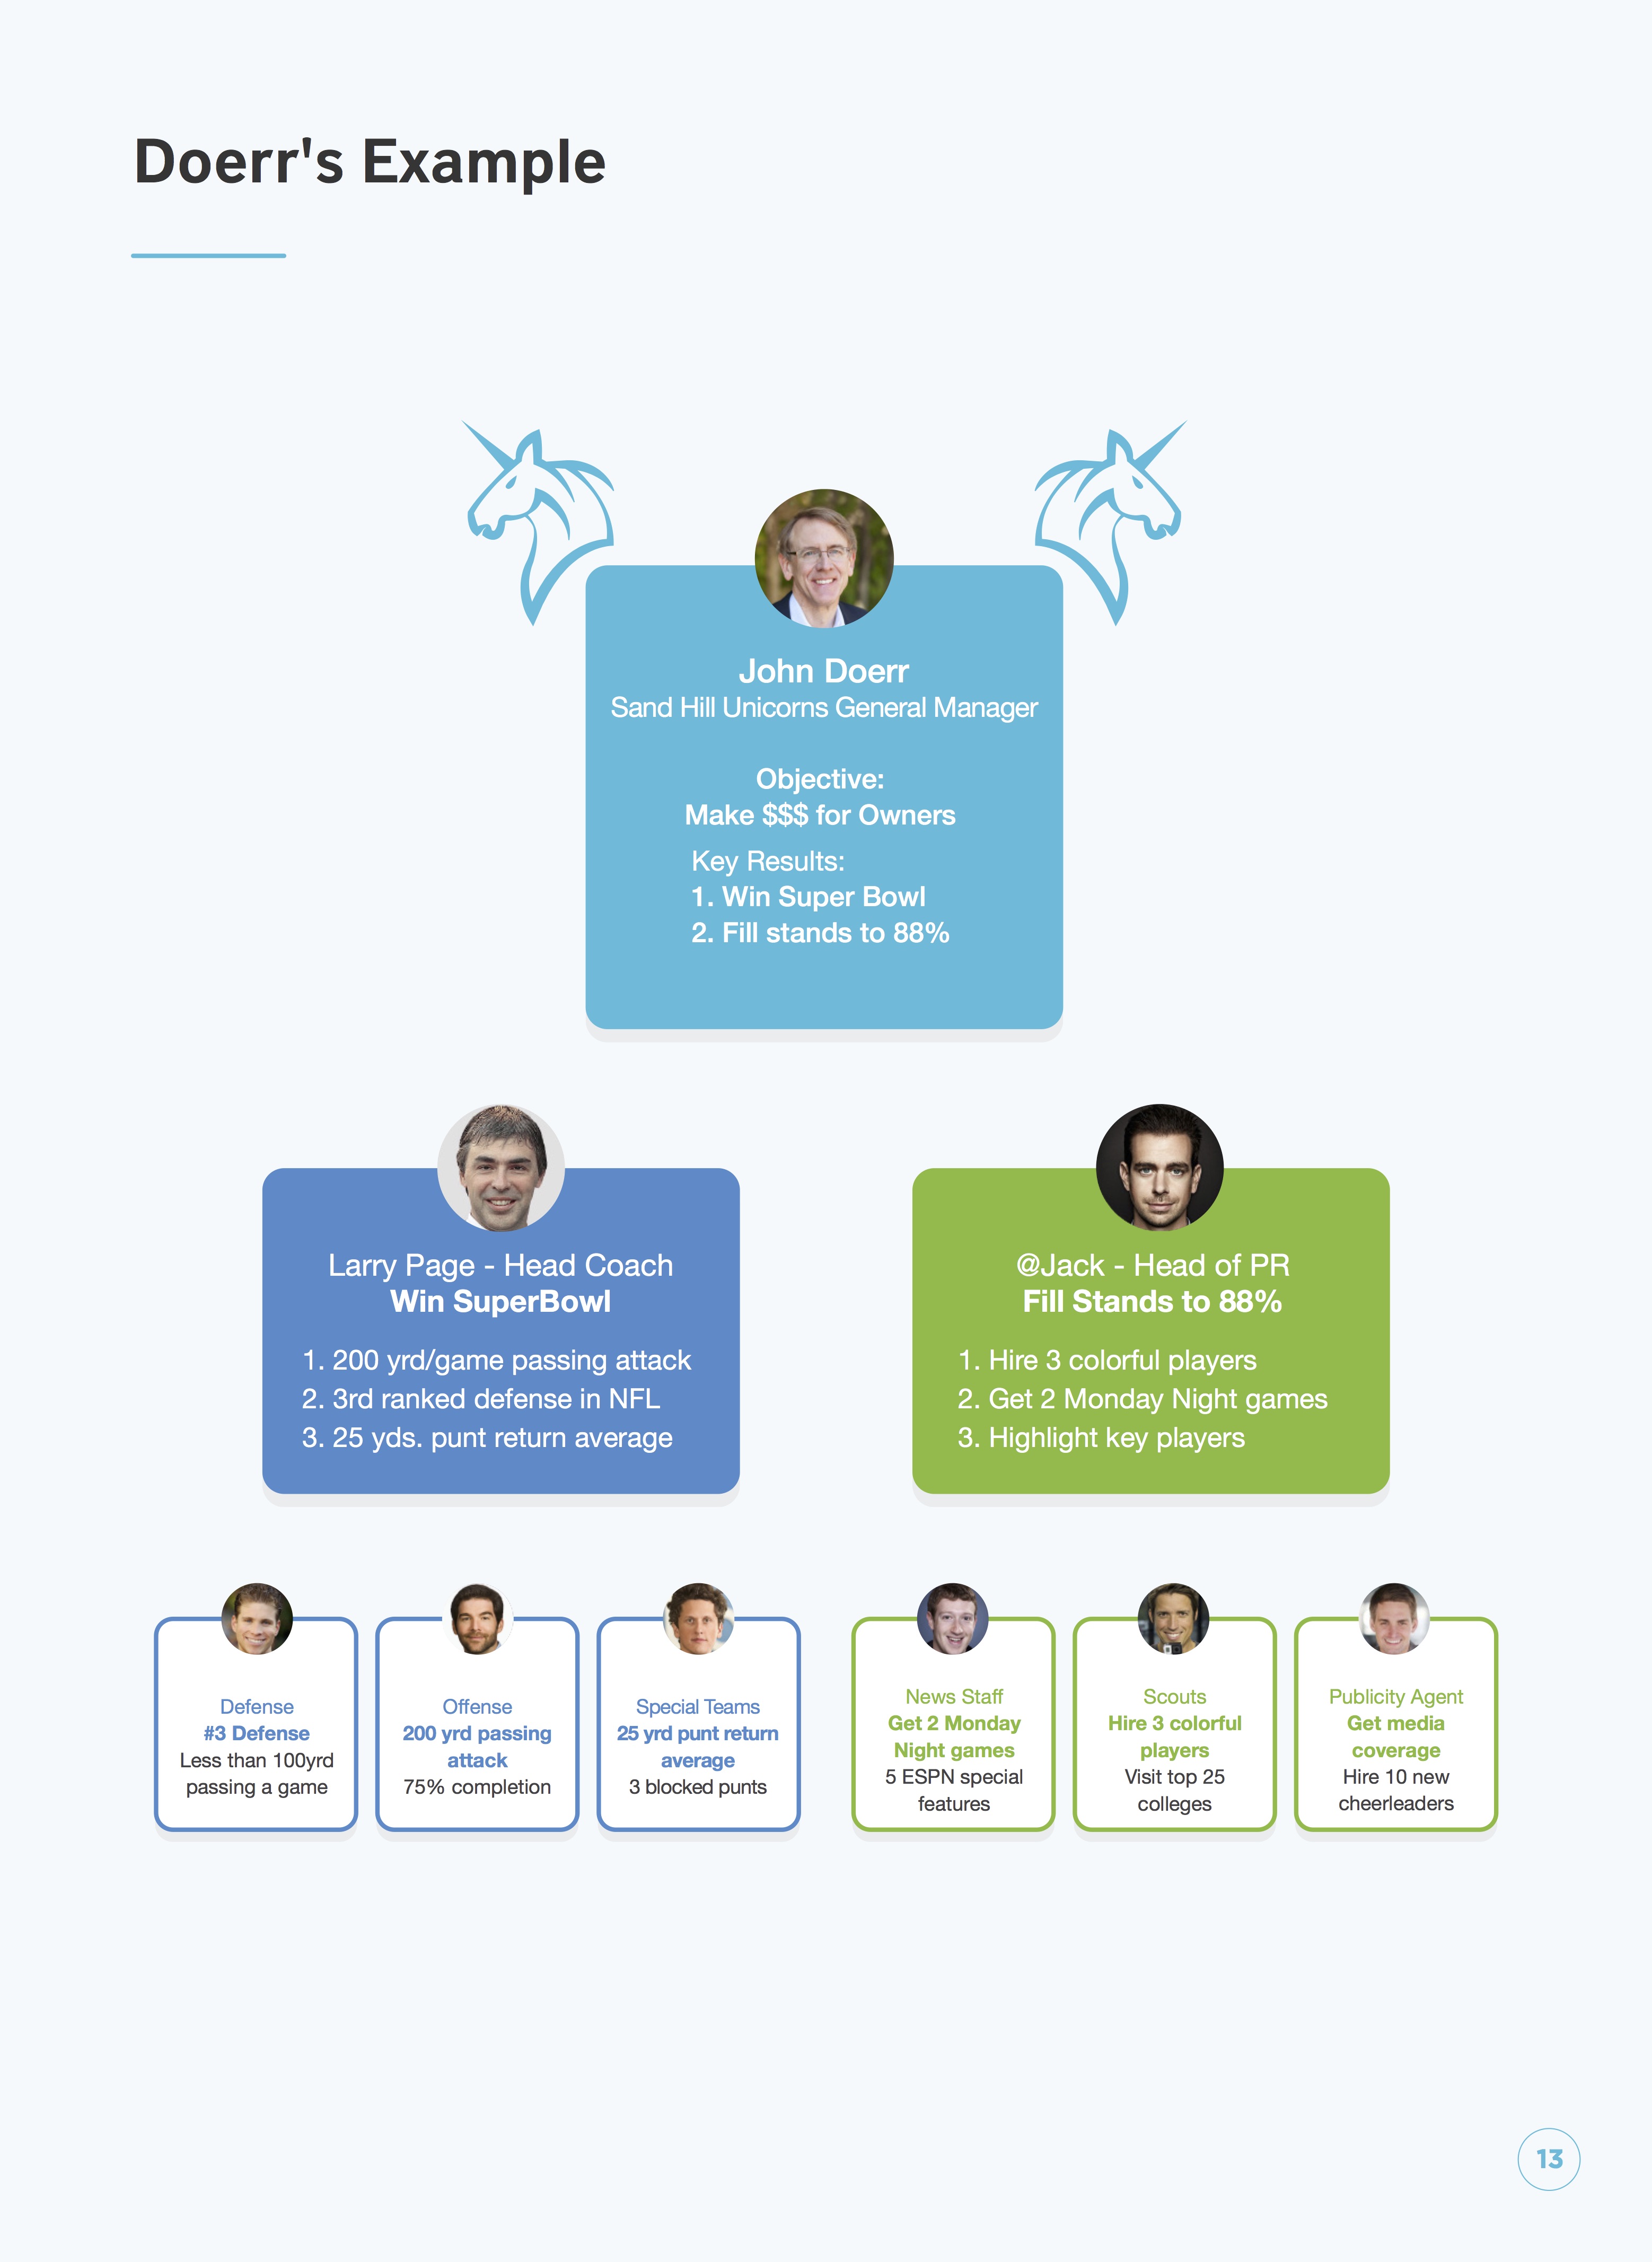 Doerr's Example
John Doerr
Sand Hill Unicorns General Manager
Objective:
Make $$$ for Owners
Key Results:
1. Win Super Bowl
2. Fill stands to 88%
Larry Page - Head Coach
Win SuperBowl
1. 200 yrd/game passing attack
2. 3rd ranked defense in NFL
3. 25 yds. punt return average
@Jack - Head of PR
Fill Stands to 88%
1. Hire 3 colorful players
2. Get 2 Monday Night games
3. Highlight key players
Defense
#3 Defense
Less than 100yrd
passing a game
Offense
200 yrd passing
attack
75% completion
Special Teams
25 yrd punt return
average
3 blocked punts
News Staff
Get 2 Monday
Night games
5 ESPN special
features
Scouts
Hire 3 colorful
players
Visit top 25
colleges
Publicity Agent
Get media
coverage
Hire 10 new
cheerleaders
13